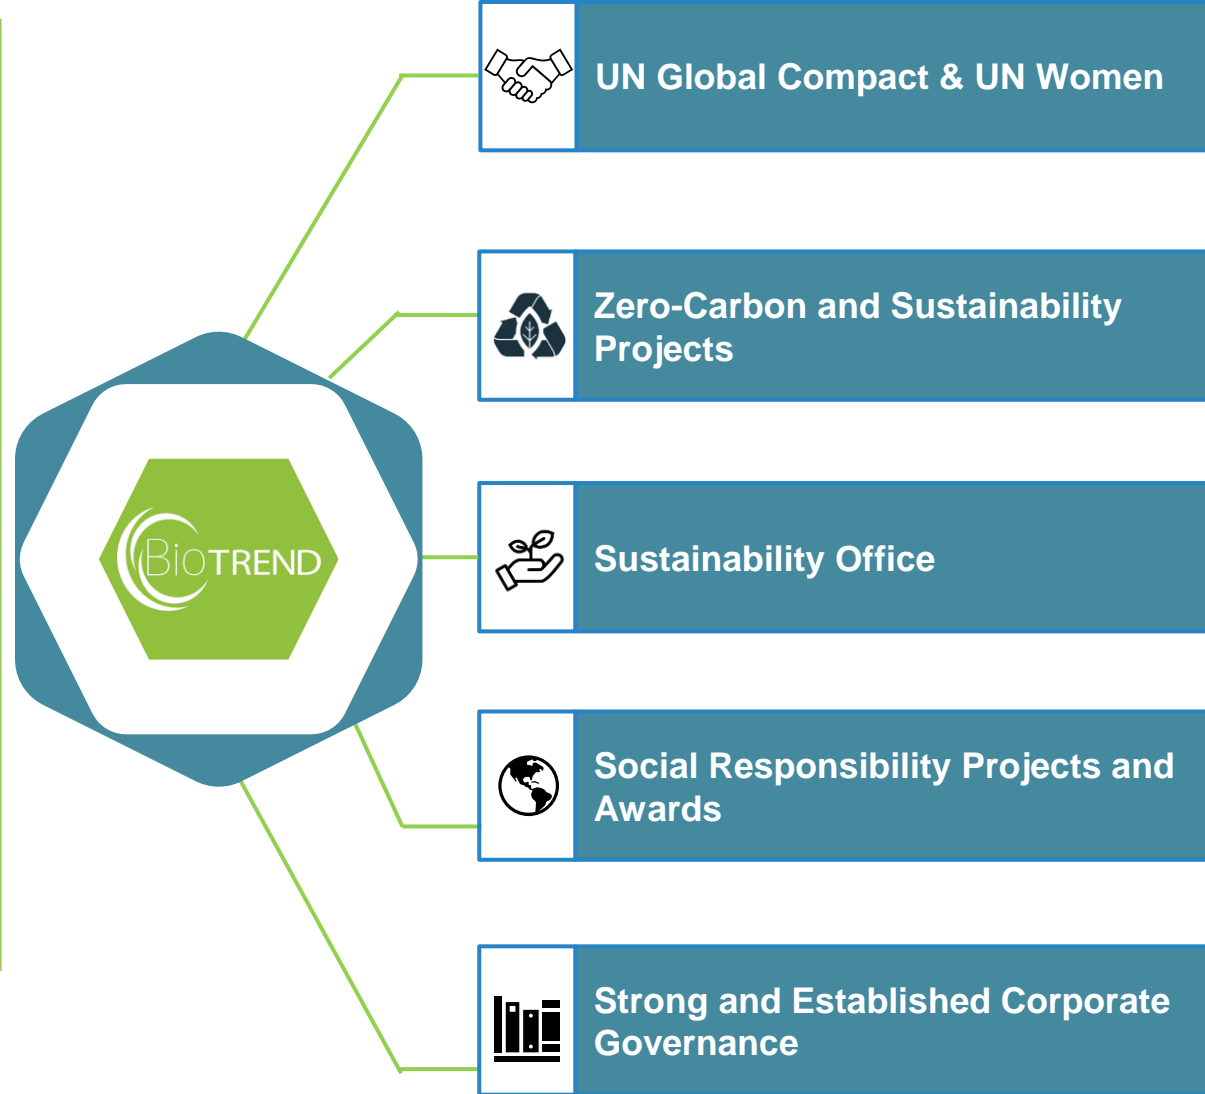 UN Global Compact & UN Women
Zero-Carbon and Sustainability
Projects
BioTREND
Sustainability Office
Social Responsibility Projects and
Awards
Strong and Established Corporate
Governance